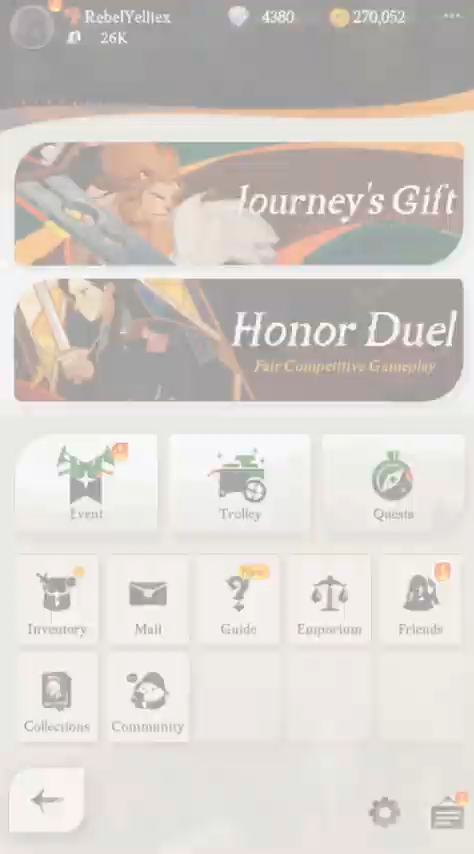 RebelYelliex 4380 270,052
26K
Journey's Gift
Honor Duel
Fair Competitive Gameplay
Event Trolley Quests
New
Inventory Mail Guide Emporium Friends
Collections Community